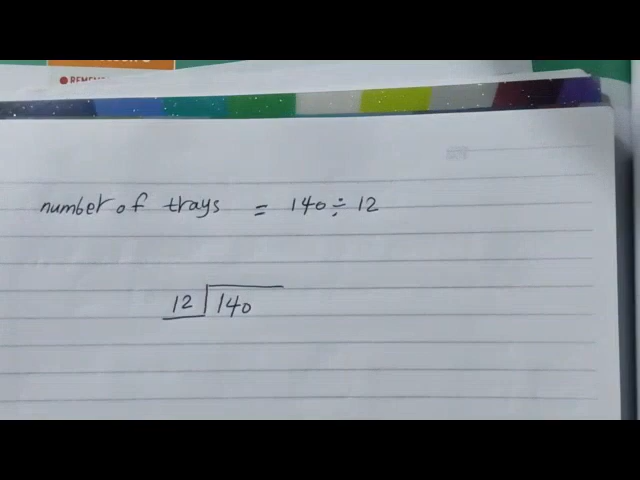 number of trays = 140 ÷ 12
12 140